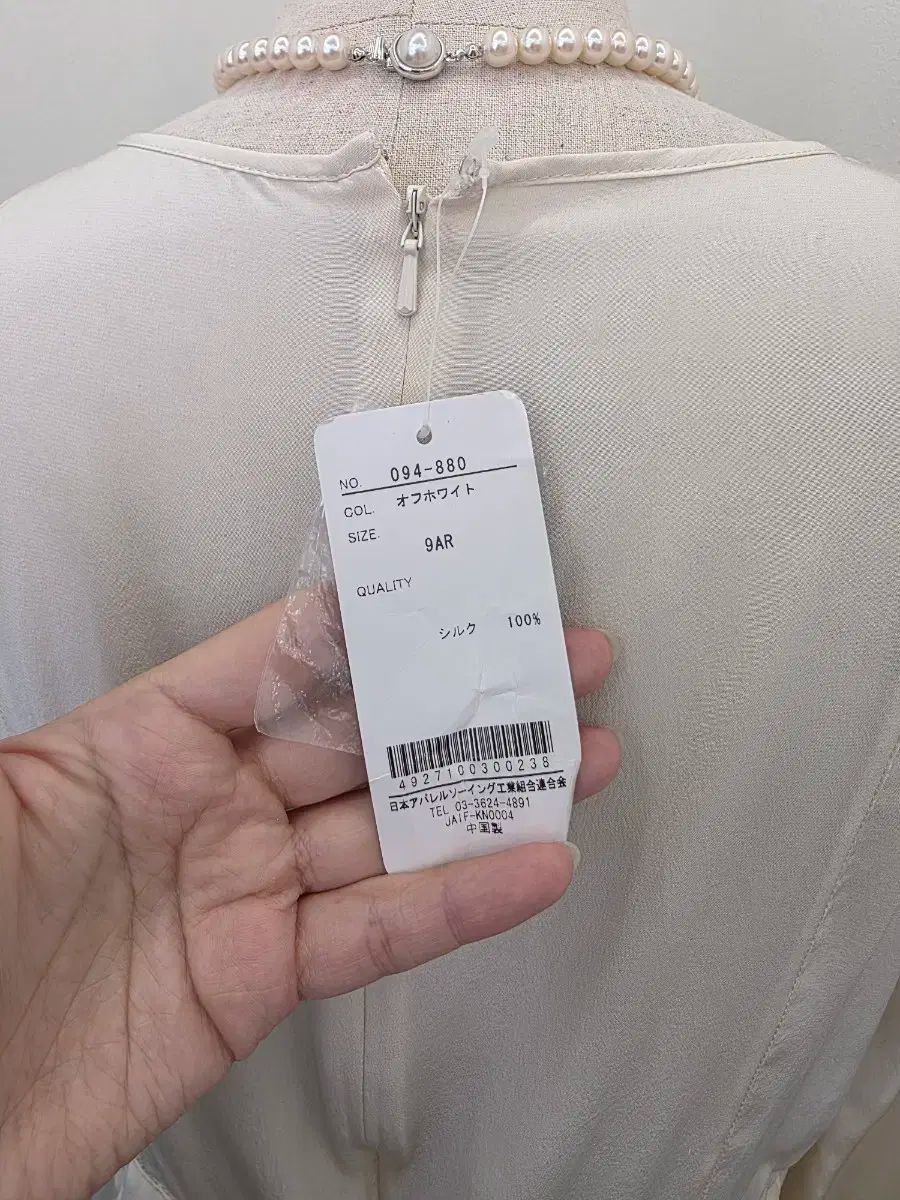 NO. 094-880
COL. オフホワイト
SIZE. 9AR
QUALITY
シルク 100%
4927100300238
日本アパレルソーイング工業組合連合会
TEL 03-3624-4891
JAIF-KN0004
中国製